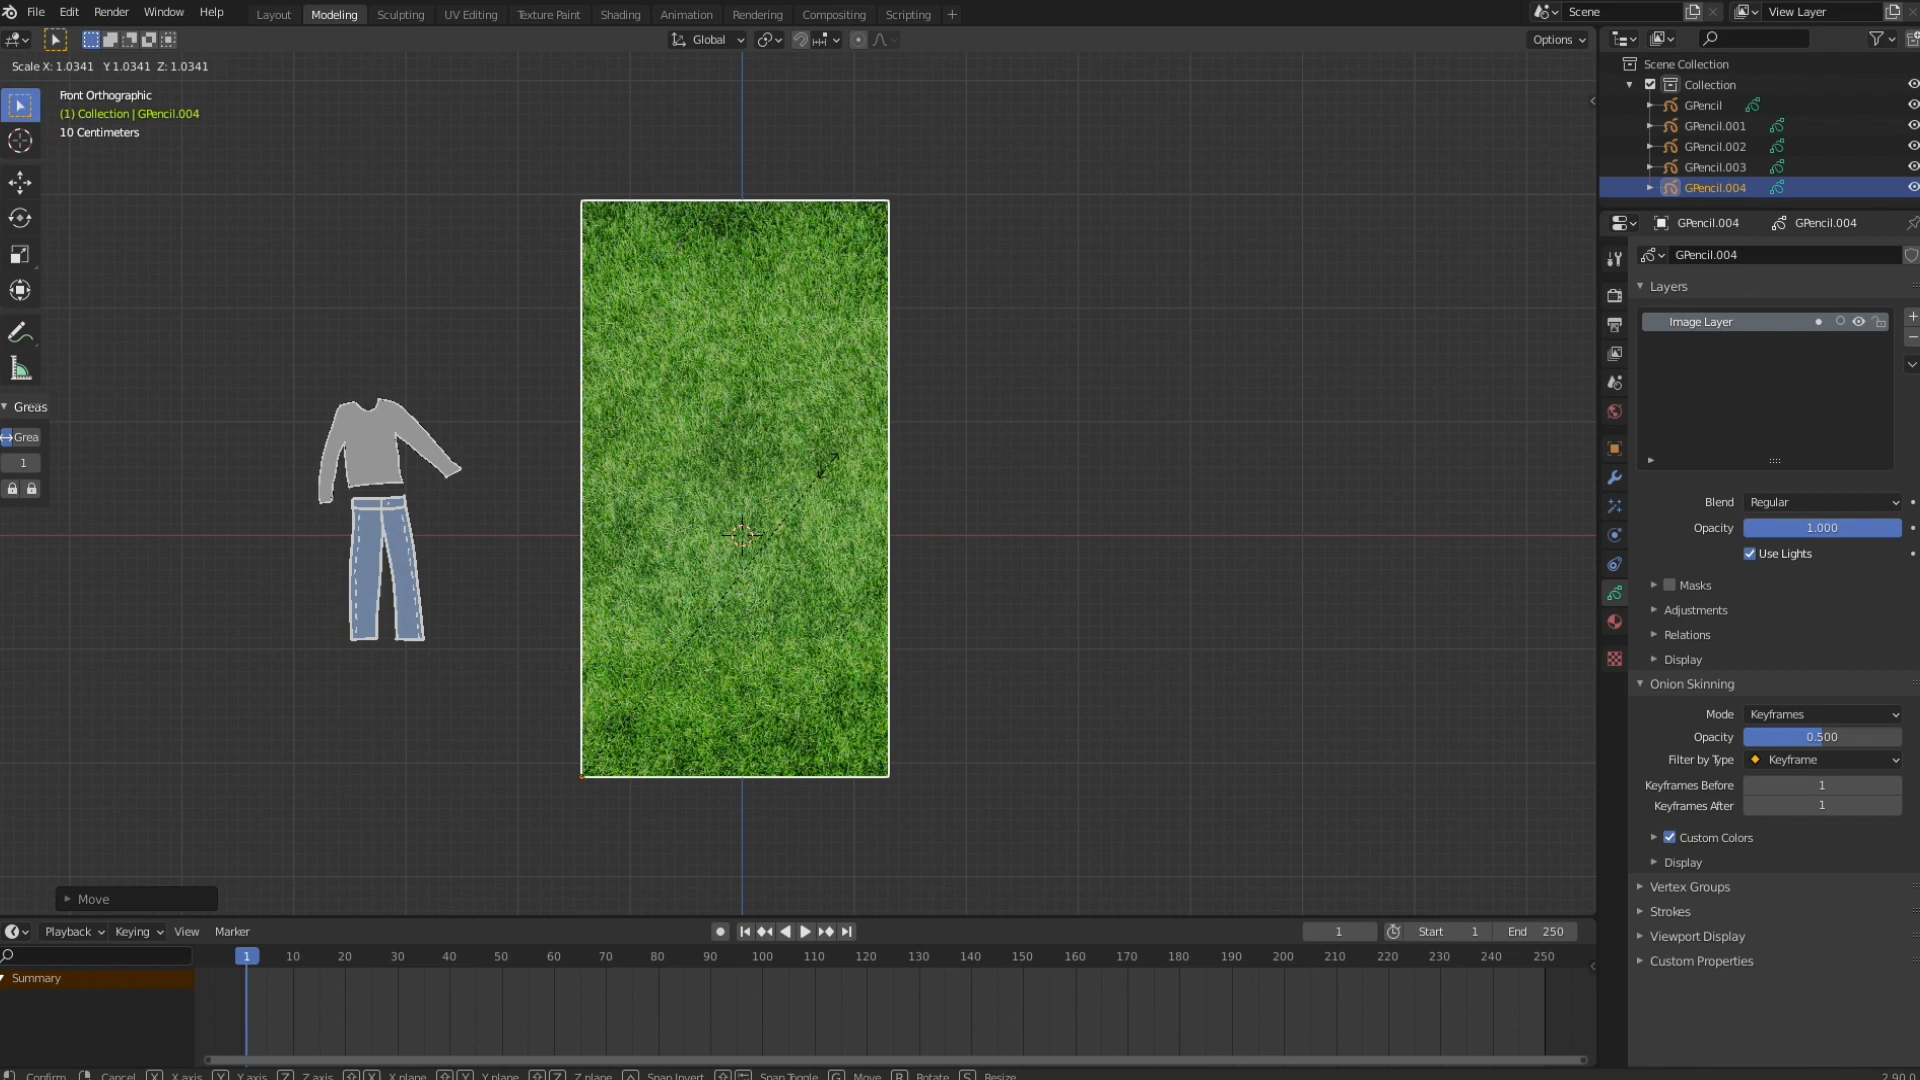 File Edit Render Window Help Layout Modeling Sculpting UV Editing Texture Paint Shading Animation Rendering Compositing Scripting + Scene View Layer
Global Options
Scale X: 1.0341 Y 1.0341 Z: 1.0341
Front Orthographic
(1) Collection | GPencil.004
10 Centimeters
Greas
Grea
1
Move
Scene Collection
Collection
GPencil
GPencil.001
GPencil.002
GPencil.003
GPencil.004
GPencil.004 GPencil.004
GPencil.004
Layers
Image Layer
Blend Regular
Opacity 1.000
Use Lights
Masks
Adjustments
Relations
Display
Onion Skinning
Mode Keyframes
Opacity 0.500
Filter by Type Keyframe
Keyframes Before 1
Keyframes After 1
Custom Colors
Display
Vertex Groups
Strokes
Viewport Display
Custom Properties
Playback Keying View Marker 1 Start 1 End 250
1 10 20 30 40 50 60 70 80 90 100 110 120 130 140 150 160 170 180 190 200 210 220 230 240 250
Summary
Confirm Cancel X X axis Y Y axis Z Z axis X X plane Y Y plane Z Z plane Snap Invert Snap Toggle G Move R Rotate S Resize 2.90.0